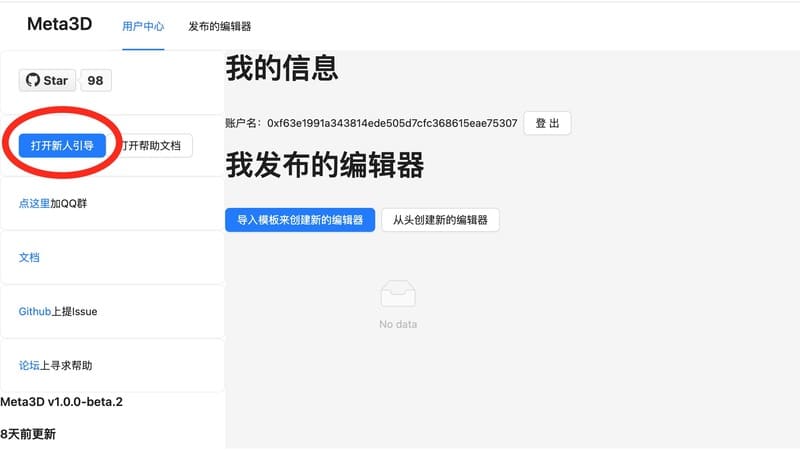 Meta3D 用户中心 发布的编辑器
Star 98
打开新人引导 打开帮助文档
点这里加QQ群
文档
Github上提Issue
论坛上寻求帮助
Meta3D v1.0.0-beta.2
8天前更新
我的信息
账户名：0xf63e1991a343814ede505d7cfc368615eae75307 登 出
我发布的编辑器
导入模板来创建新的编辑器 从头创建新的编辑器
No data